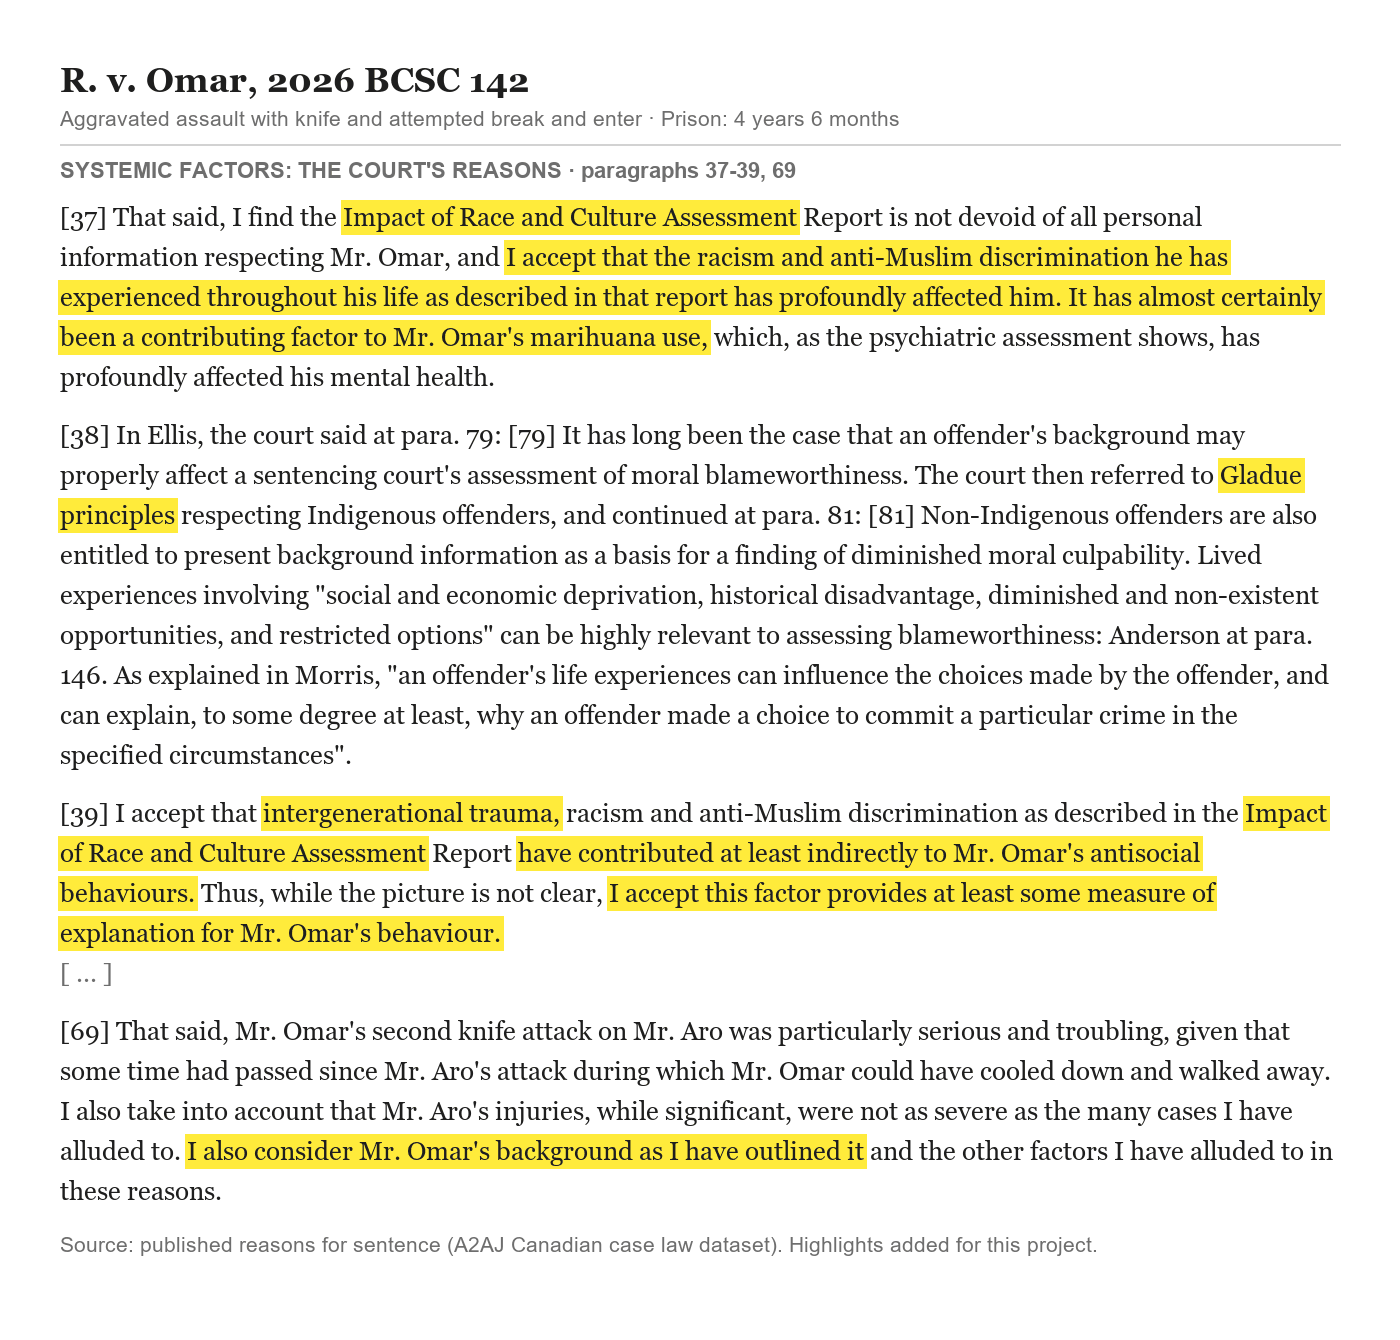 R. v. Omar, 2026 BCSC 142
Aggravated assault with knife and attempted break and enter · Prison: 4 years 6 months
SYSTEMIC FACTORS: THE COURT'S REASONS · paragraphs 37-39, 69
[37] That said, I find the Impact of Race and Culture Assessment Report is not devoid of all personal
information respecting Mr. Omar, and I accept that the racism and anti-Muslim discrimination he has
experienced throughout his life as described in that report has profoundly affected him. It has almost certainly
been a contributing factor to Mr. Omar's marihuana use, which, as the psychiatric assessment shows, has
profoundly affected his mental health.
[38] In Ellis, the court said at para. 79: [79] It has long been the case that an offender's background may
properly affect a sentencing court's assessment of moral blameworthiness. The court then referred to Gladue
principles respecting Indigenous offenders, and continued at para. 81: [81] Non-Indigenous offenders are also
entitled to present background information as a basis for a finding of diminished moral culpability. Lived
experiences involving "social and economic deprivation, historical disadvantage, diminished and non-existent
opportunities, and restricted options" can be highly relevant to assessing blameworthiness: Anderson at para.
146. As explained in Morris, "an offender's life experiences can influence the choices made by the offender, and
can explain, to some degree at least, why an offender made a choice to commit a particular crime in the
specified circumstances".
[39] I accept that intergenerational trauma, racism and anti-Muslim discrimination as described in the Impact
of Race and Culture Assessment Report have contributed at least indirectly to Mr. Omar's antisocial
behaviours. Thus, while the picture is not clear, I accept this factor provides at least some measure of
explanation for Mr. Omar's behaviour.
[ ... ]
[69] That said, Mr. Omar's second knife attack on Mr. Aro was particularly serious and troubling, given that
some time had passed since Mr. Aro's attack during which Mr. Omar could have cooled down and walked away.
I also take into account that Mr. Aro's injuries, while significant, were not as severe as the many cases I have
alluded to. I also consider Mr. Omar's background as I have outlined it and the other factors I have alluded to in
these reasons.
Source: published reasons for sentence (A2AJ Canadian case law dataset). Highlights added for this project.